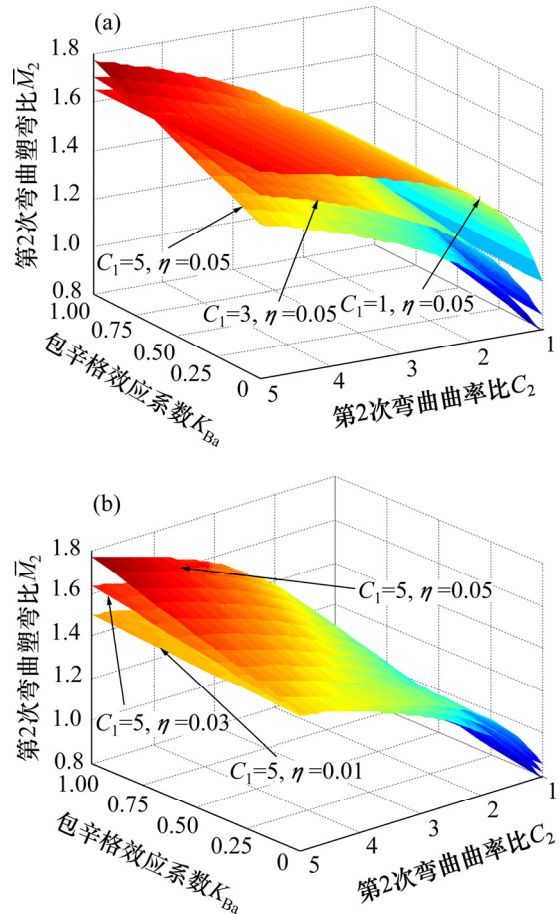 (a)
第2次弯曲塑弯比M̅₂
1.8
1.6
1.4
1.2
1.0
0.8
C₁=5, η=0.05
C₁=3, η=0.05
C₁=1, η=0.05
1.00
0.75
0.50
0.25
0
包辛格效应系数K_Ba
5
4
3
2
1
第2次弯曲曲率比C₂
(b)
第2次弯曲塑弯比M̅₂
1.8
1.6
1.4
1.2
1.0
0.8
C₁=5, η=0.05
C₁=5, η=0.03
C₁=5, η=0.01
1.00
0.75
0.50
0.25
0
包辛格效应系数K_Ba
5
4
3
2
1
第2次弯曲曲率比C₂